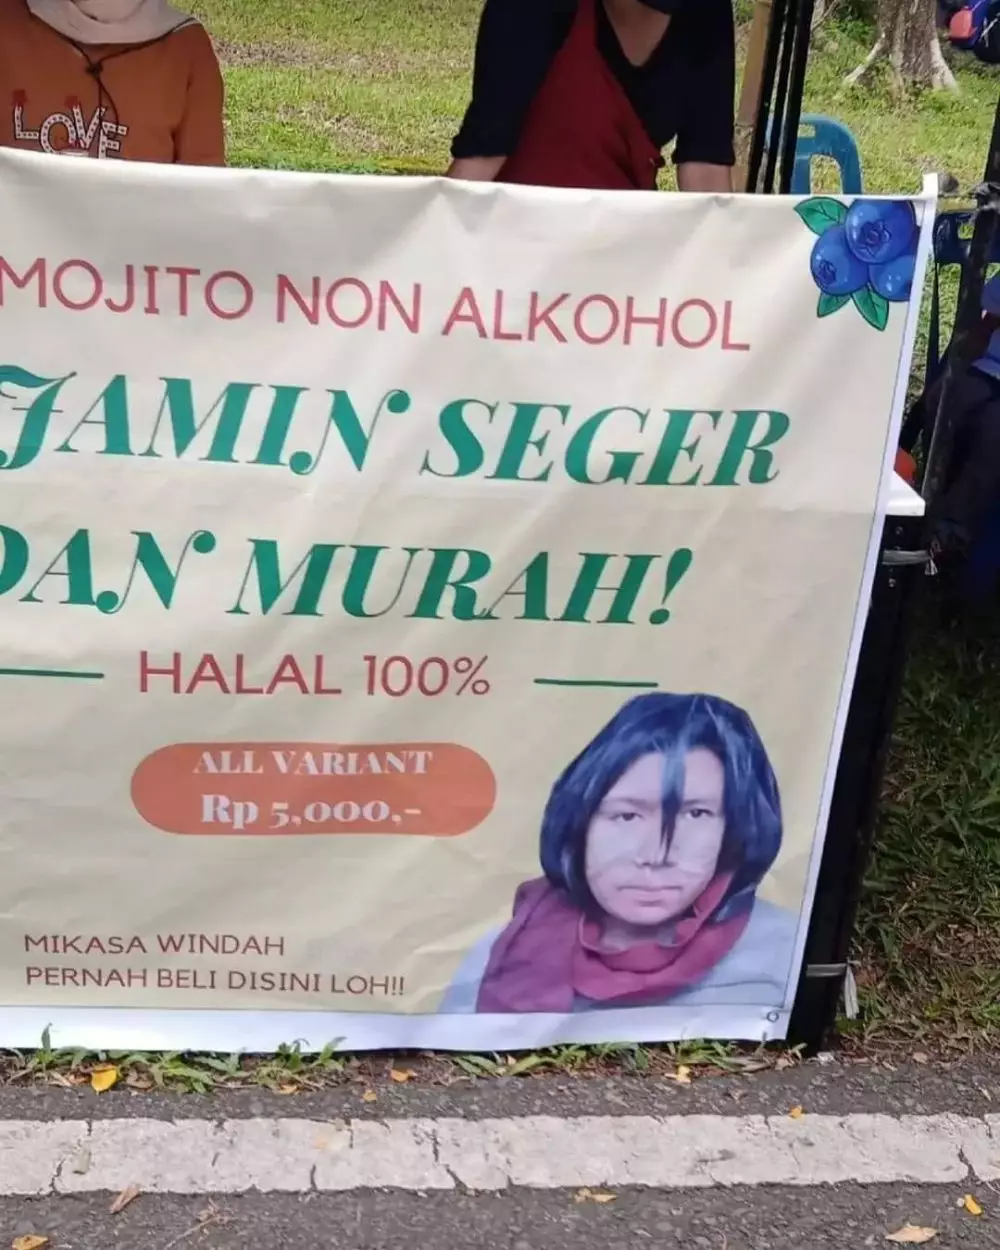 LOVE
MOJITO NON ALKOHOL
JAMIN SEGER
DAN MURAH!
HALAL 100%
ALL VARIANT
Rp 5,000,-
MIKASA WINDAH
PERNAH BELI DISINI LOH!!